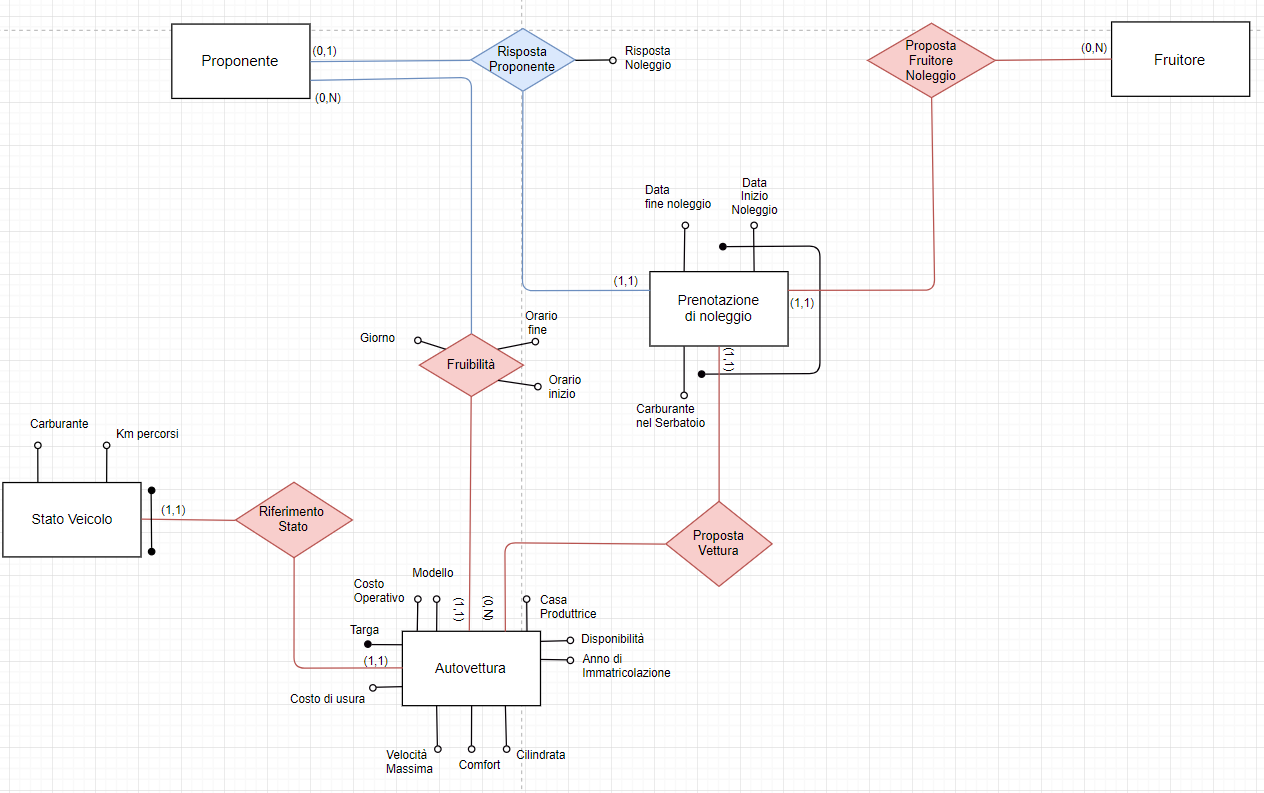 Proponente
(0,1)
(0,N)
Risposta
Proponente
Risposta
Noleggio
Proposta
Fruitore
Noleggio
(0,N)
Fruitore
Data
fine noleggio
Data
Inizio
Noleggio
(1,1)
Prenotazione
di noleggio
(1,1)
(1,1)
Carburante
nel Serbatoio
Giorno
Orario
fine
Fruibilità
Orario
inizio
Carburante
Km percorsi
Stato Veicolo
(1,1)
Riferimento
Stato
Proposta
Vettura
Costo
Operativo
Modello
(1,1)
(0,N)
Casa
Produttrice
Targa
(1,1)
Autovettura
Disponibilità
Anno di
Immatricolazione
Costo di usura
Velocità
Massima
Comfort
Cilindrata